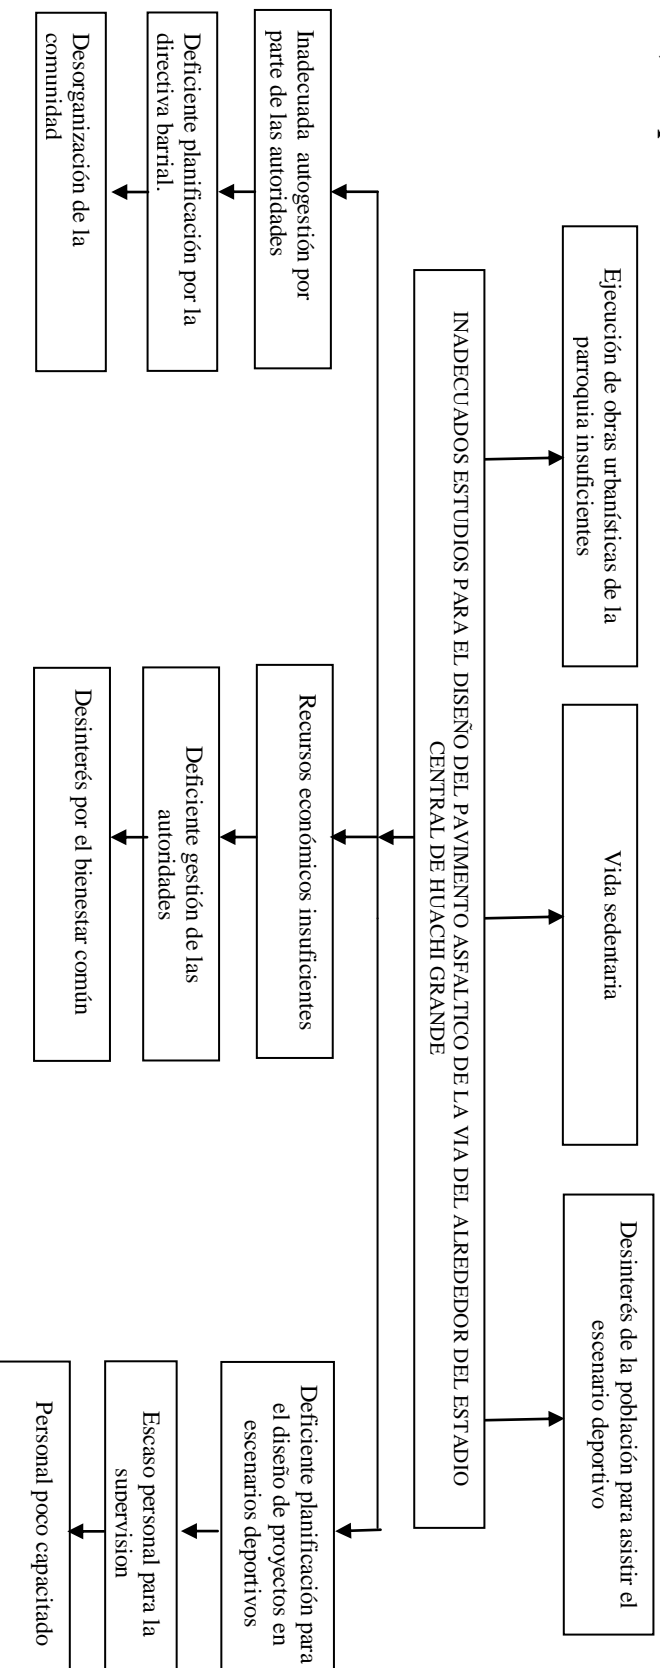 Ejecución de obras urbanísticas de la
parroquia insuficientes
Vida sedentaria
Desinterés de la población para asistir el
escenario deportivo
INADECUADOS ESTUDIOS PARA EL DISEÑO DEL PAVIMENTO ASFALTICO DE LA VIA DEL ALREDEDOR DEL ESTADIO
CENTRAL DE HUACHI GRANDE
Inadecuada autogestión por
parte de las autoridades
Recursos económicos insuficientes
Deficiente planificación para
el diseño de proyectos en
escenarios deportivos
Deficiente planificación por la
directiva barrial.
Deficiente gestión de las
autoridades
Escaso personal para la
supervision
Desorganización de la
comunidad
Desinterés por el bienestar común
Personal poco capacitado